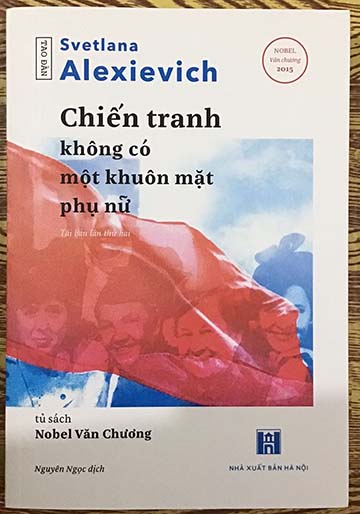 TAO ĐÀN
Svetlana
Alexievich
NOBEL
Văn chương
2015
Chiến tranh
không có
một khuôn mặt
phụ nữ
Tái bản lần thứ hai
tủ sách
Nobel Văn Chương
Nguyên Ngọc dịch
NHÀ XUẤT BẢN HÀ NỘI